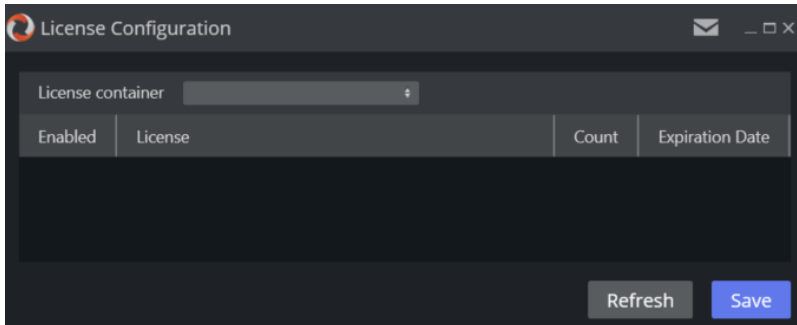 License Configuration
License container
Enabled License Count Expiration Date
Refresh Save